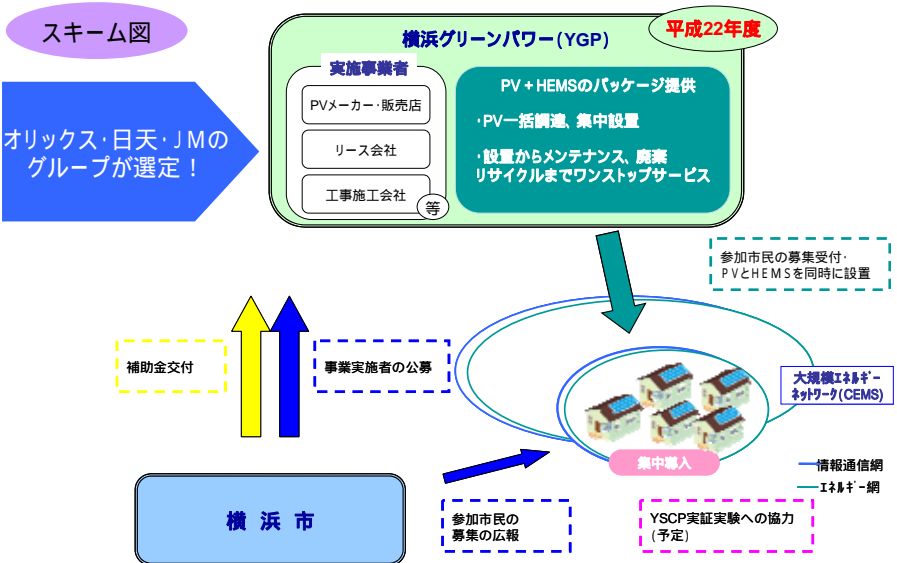 スキーム図
平成22年度
横浜グリーンパワー(YGP)
オリックス・日天・JMの
グループが選定！
実施事業者
PVメーカー・販売店
リース会社
工事施工会社
等
PV+HEMSのパッケージ提供
・PV一括調達、集中設置
・設置からメンテナンス、廃棄
リサイクルまでワンストップサービス
参加市民の募集受付・
PVとHEMSを同時に設置
補助金交付
事業実施者の公募
大規模ｴﾈﾙｷﾞｰ
ﾈｯﾄﾜｰｸ(CEMS)
集中導入
情報通信網
ｴﾈﾙｷﾞｰ網
横浜市
参加市民の
募集の広報
YSCP実証実験への協力
(予定)